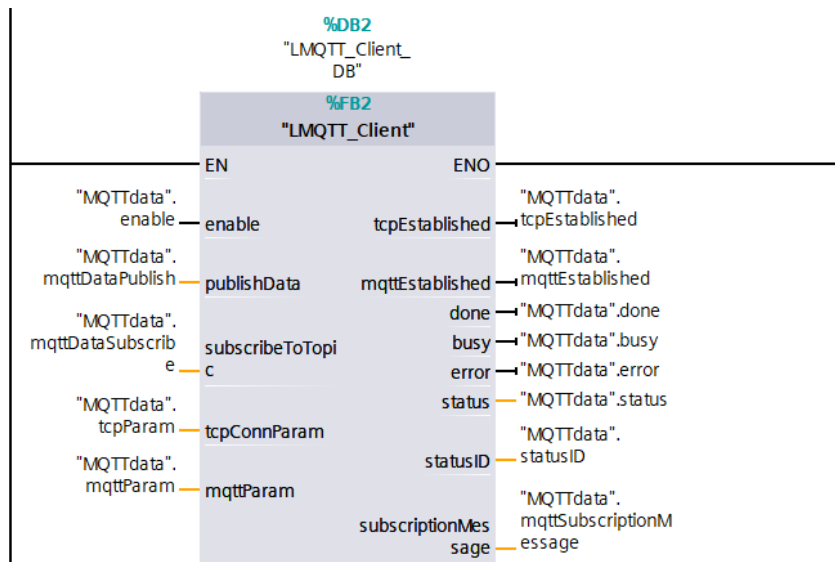 %DB2
"LMQTT_Client_
DB"
%FB2
"LMQTT_Client"
EN
ENO
"MQTTdata".
enable
enable
tcpEstablished
"MQTTdata".
tcpEstablished
"MQTTdata".
mqttDataPublish
publishData
mqttEstablished
"MQTTdata".
mqttEstablished
done
"MQTTdata".done
"MQTTdata".
mqttDataSubscrib
e
subscribeToTopi
c
busy
"MQTTdata".busy
error
"MQTTdata".error
status
"MQTTdata".status
"MQTTdata".
tcpParam
tcpConnParam
statusID
"MQTTdata".
statusID
"MQTTdata".
mqttParam
mqttParam
subscriptionMes
sage
"MQTTdata".
mqttSubscriptionM
essage